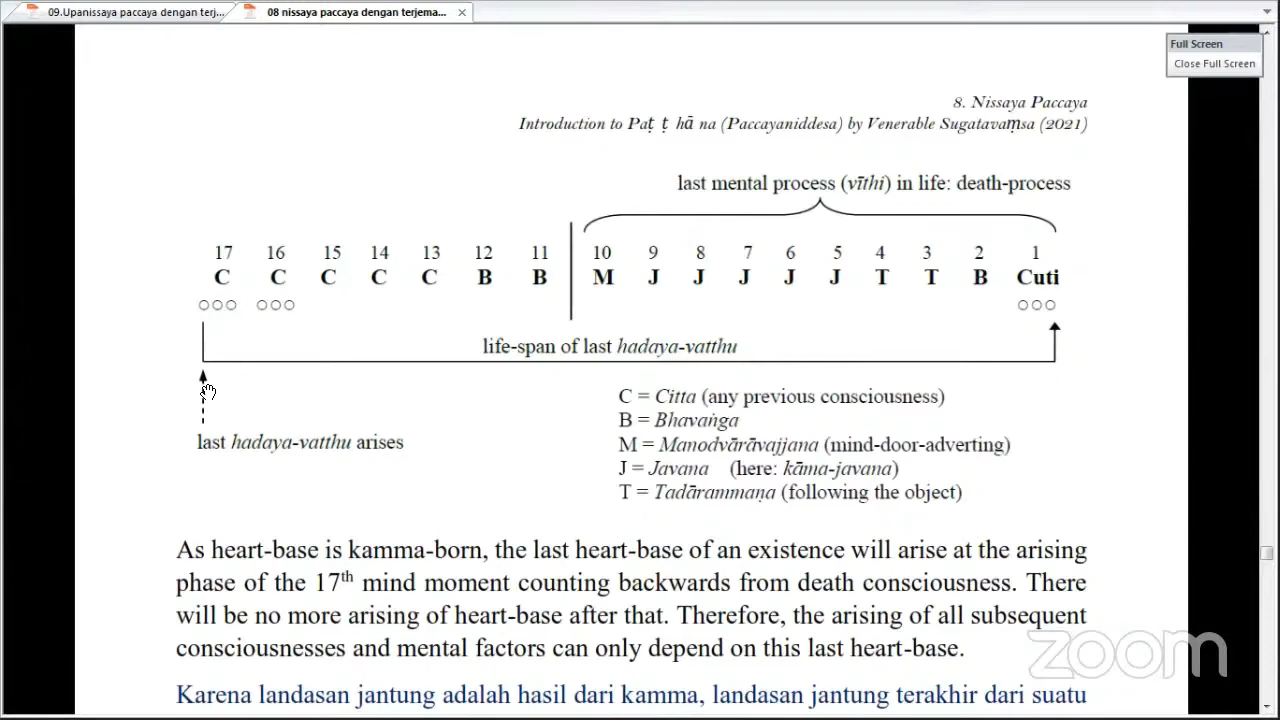 09.Upanissaya paccaya dengan terj...
08 nissaya paccaya dengan terjema...
Full Screen
Close Full Screen
8. Nissaya Paccaya
Introduction to Paṭ ṭ hā na (Paccayaniddesa) by Venerable Sugatavaṃsa (2021)
last mental process (vīthi) in life: death-process
17 16 15 14 13 12 11 10 9 8 7 6 5 4 3 2 1
C C C C C B B M J J J J J T T B Cuti
○○○ ○○○ ○○○
life-span of last hadaya-vatthu
last hadaya-vatthu arises
C = Citta (any previous consciousness)
B = Bhavaṅga
M = Manodvārāvajjana (mind-door-adverting)
J = Javana (here: kāma-javana)
T = Tadārammaṇa (following the object)
As heart-base is kamma-born, the last heart-base of an existence will arise at the arising
phase of the 17th mind moment counting backwards from death consciousness. There
will be no more arising of heart-base after that. Therefore, the arising of all subsequent
consciousnesses and mental factors can only depend on this last heart-base.
Karena landasan jantung adalah hasil dari kamma, landasan jantung terakhir dari suatu
zoom